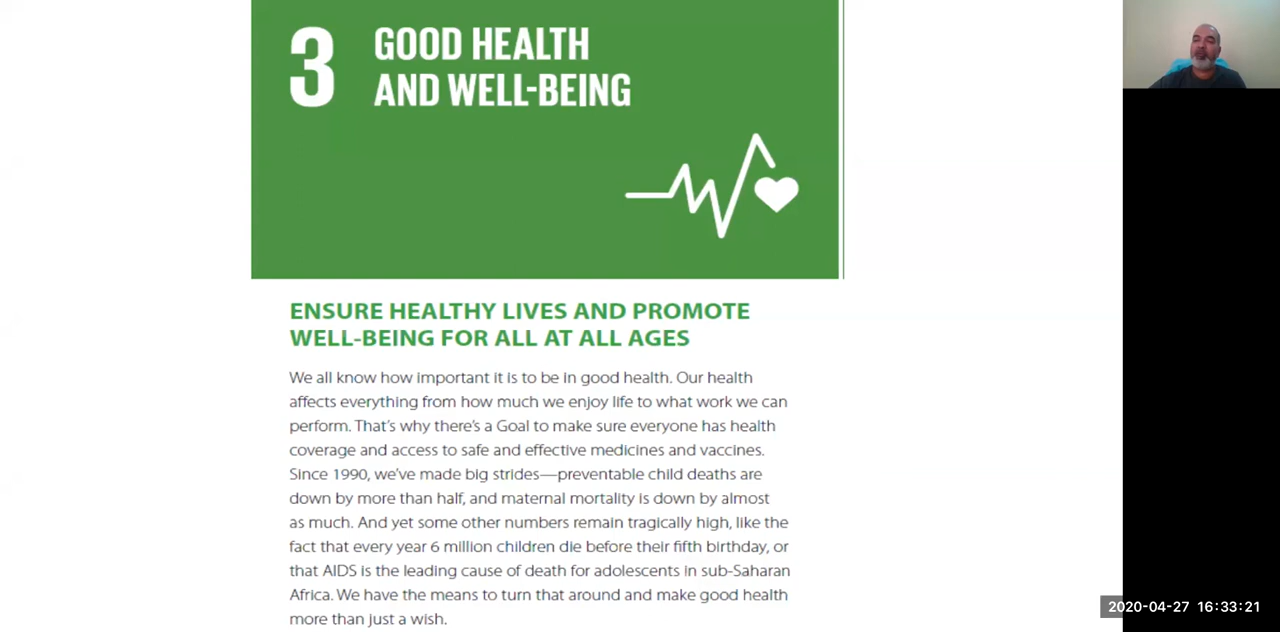 3
GOOD HEALTH
AND WELL-BEING
ENSURE HEALTHY LIVES AND PROMOTE
WELL-BEING FOR ALL AT ALL AGES
We all know how important it is to be in good health. Our health
affects everything from how much we enjoy life to what work we can
perform. That's why there's a Goal to make sure everyone has health
coverage and access to safe and effective medicines and vaccines.
Since 1990, we've made big strides—preventable child deaths are
down by more than half, and maternal mortality is down by almost
as much. And yet some other numbers remain tragically high, like the
fact that every year 6 million children die before their fifth birthday, or
that AIDS is the leading cause of death for adolescents in sub-Saharan
Africa. We have the means to turn that around and make good health
more than just a wish.
2020-04-27 16:33:21